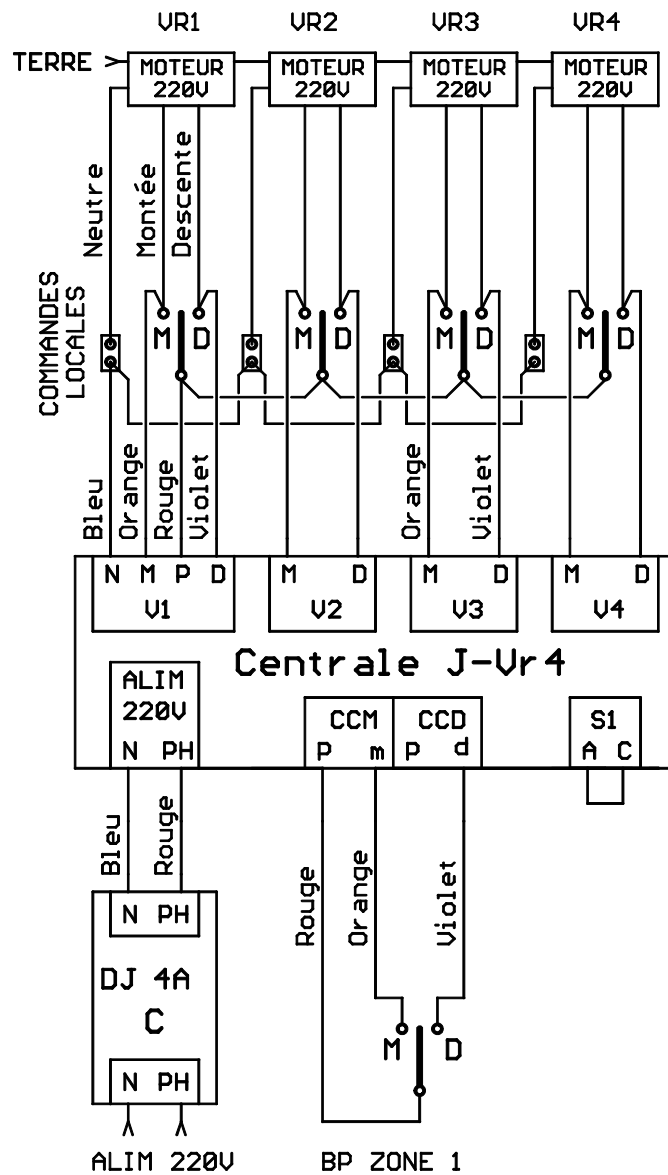 VR1 VR2 VR3 VR4
TERRE >
MOTEUR MOTEUR MOTEUR MOTEUR
220V 220V 220V 220V
Neutre
Montée
Descente
COMMANDES
LOCALES
M D M D M D M D
Bleu
Orange
Rouge
Violet
Orange
Violet
N M P D M D M D M D
V1 V2 V3 V4
Centrale J-Vr4
ALIM
220V
N PH
CCM CCD
p m p d
S1
A C
Bleu
Rouge
Rouge
Orange
Violet
N PH
DJ 4A
C
M D
N PH
ALIM 220V BP ZONE 1